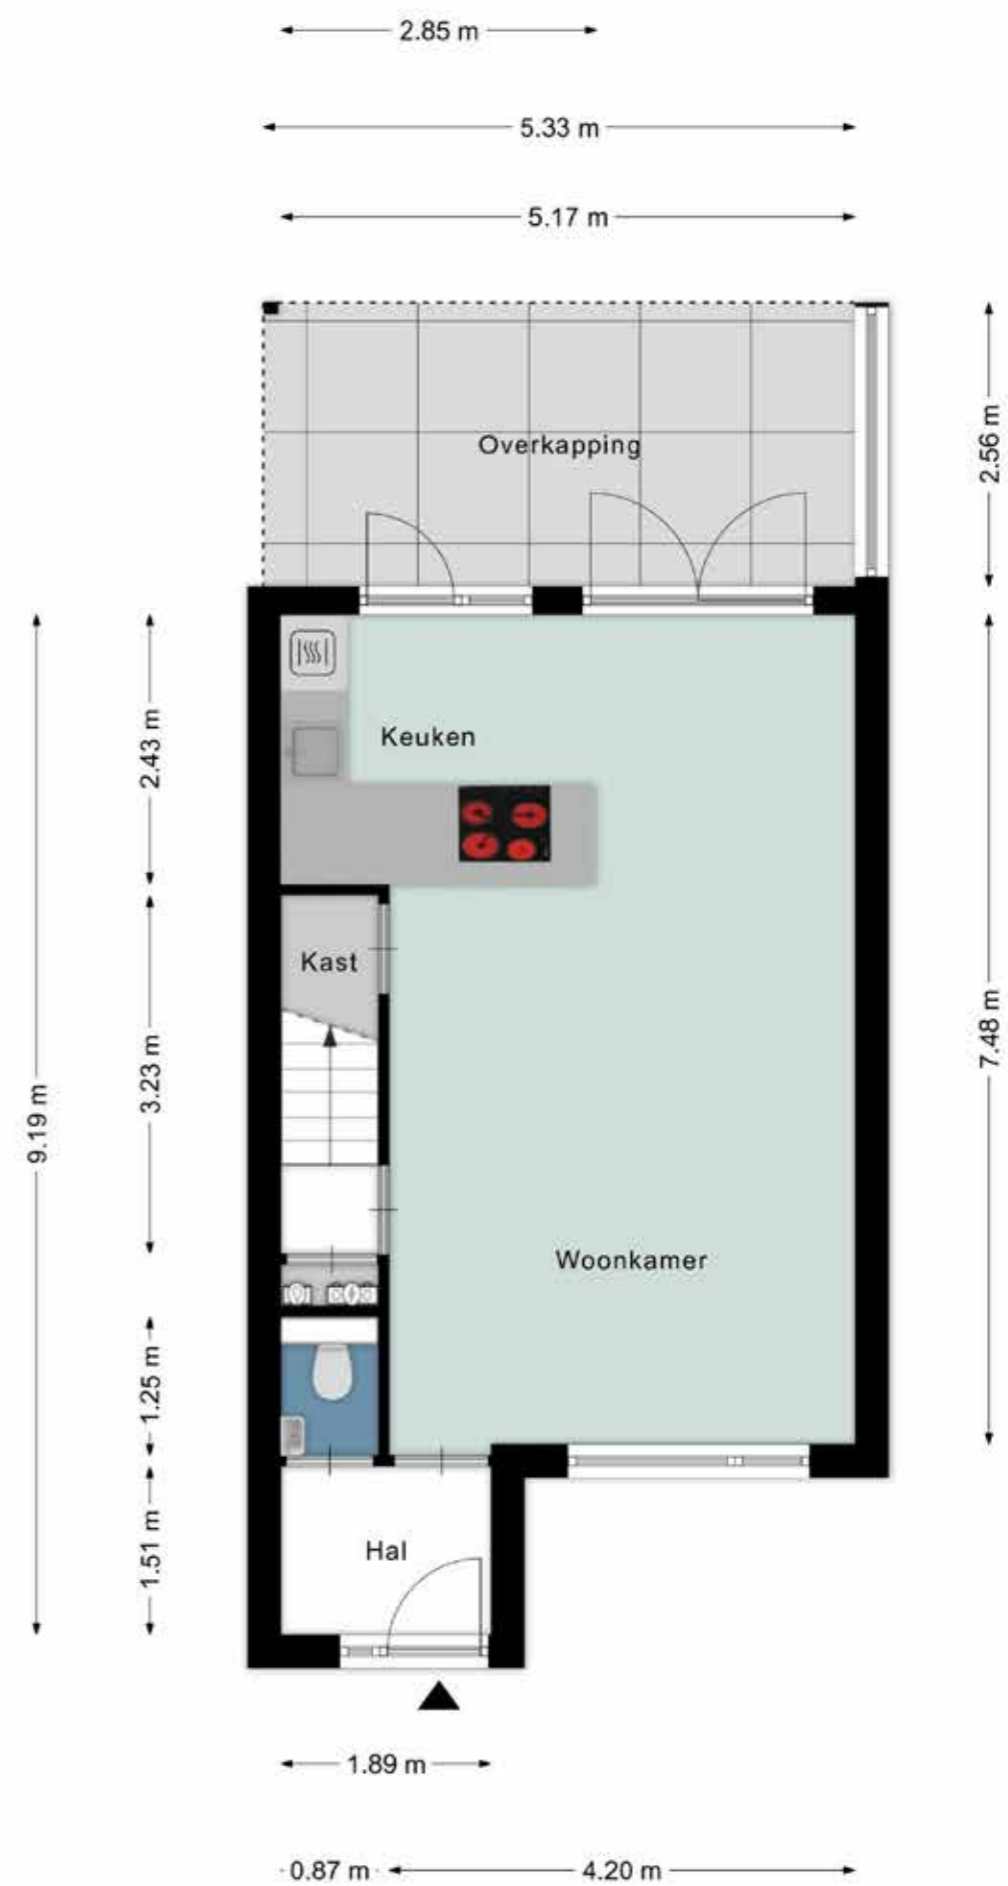 2.85 m
5.33 m
5.17 m
Overkapping
2.56 m
Keuken
2.43 m
Kast
7.48 m
3.23 m
9.19 m
Woonkamer
1.25 m
1.51 m
Hal
1.89 m
0.87 m
4.20 m